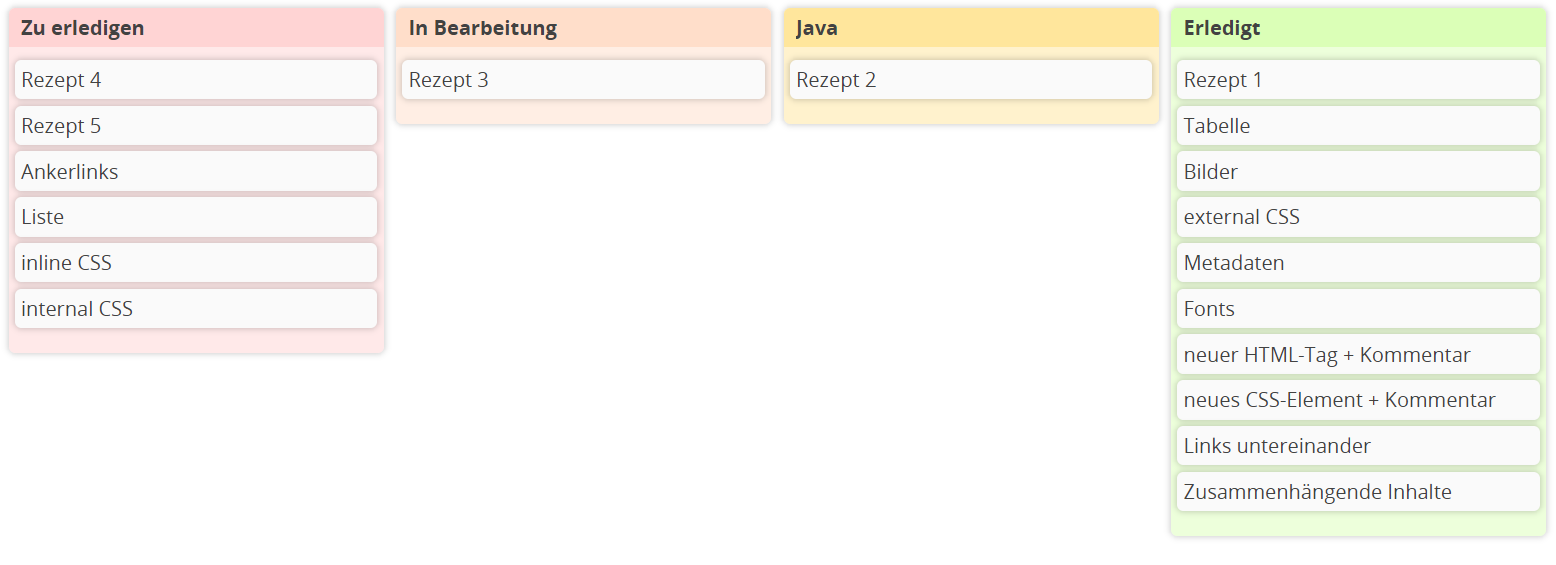 Zu erledigen
Rezept 4
Rezept 5
Ankerlinks
Liste
inline CSS
internal CSS
In Bearbeitung
Rezept 3
Java
Rezept 2
Erledigt
Rezept 1
Tabelle
Bilder
external CSS
Metadaten
Fonts
neuer HTML-Tag + Kommentar
neues CSS-Element + Kommentar
Links untereinander
Zusammenhängende Inhalte